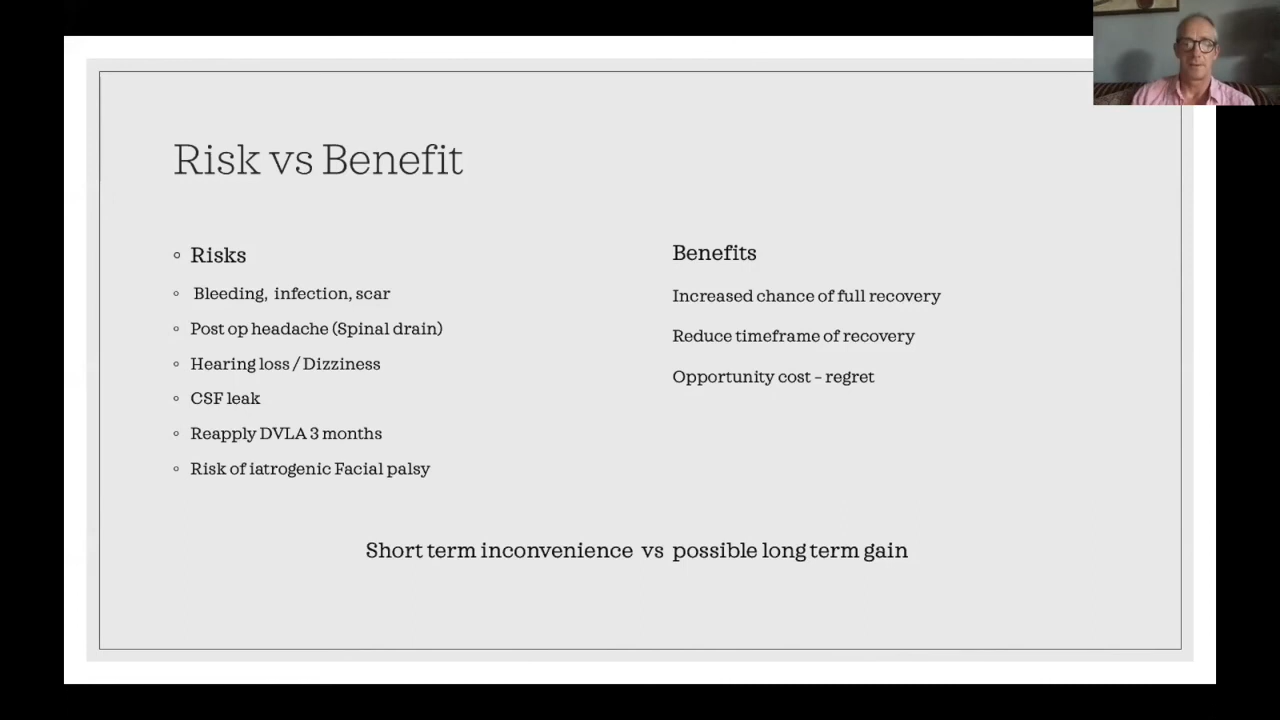 Risk vs Benefit
Risks
Bleeding, infection, scar
Post op headache (Spinal drain)
Hearing loss / Dizziness
CSF leak
Reapply DVLA 3 months
Risk of iatrogenic Facial palsy
Benefits
Increased chance of full recovery
Reduce timeframe of recovery
Opportunity cost – regret
Short term inconvenience vs possible long term gain